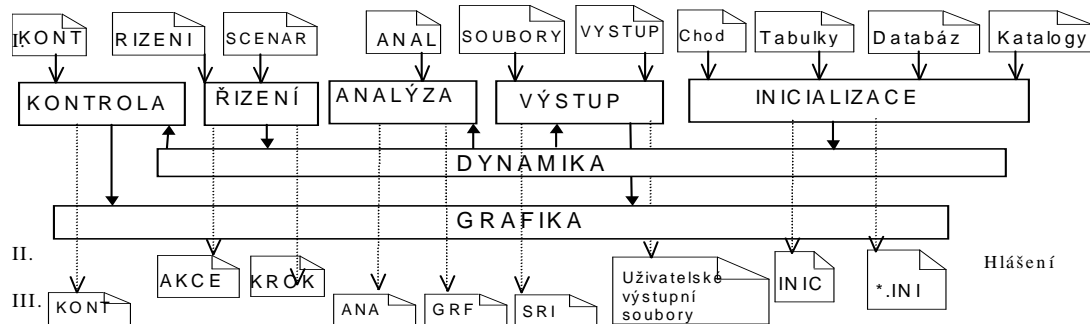 I. KONT RIZENI SCENAR ANAL SOUBORY VYSTUP Chod Tabulky Databáz Katalogy
KONTROLA ŘIZENÍ ANALÝZA VÝSTUP INICIALIZACE
DYNAMIKA
GRAFIKA
II. Hlášení
AKCE KROK Uživatelské výstupní soubory INIC *.INI
III. KONT ANA GRF SRI